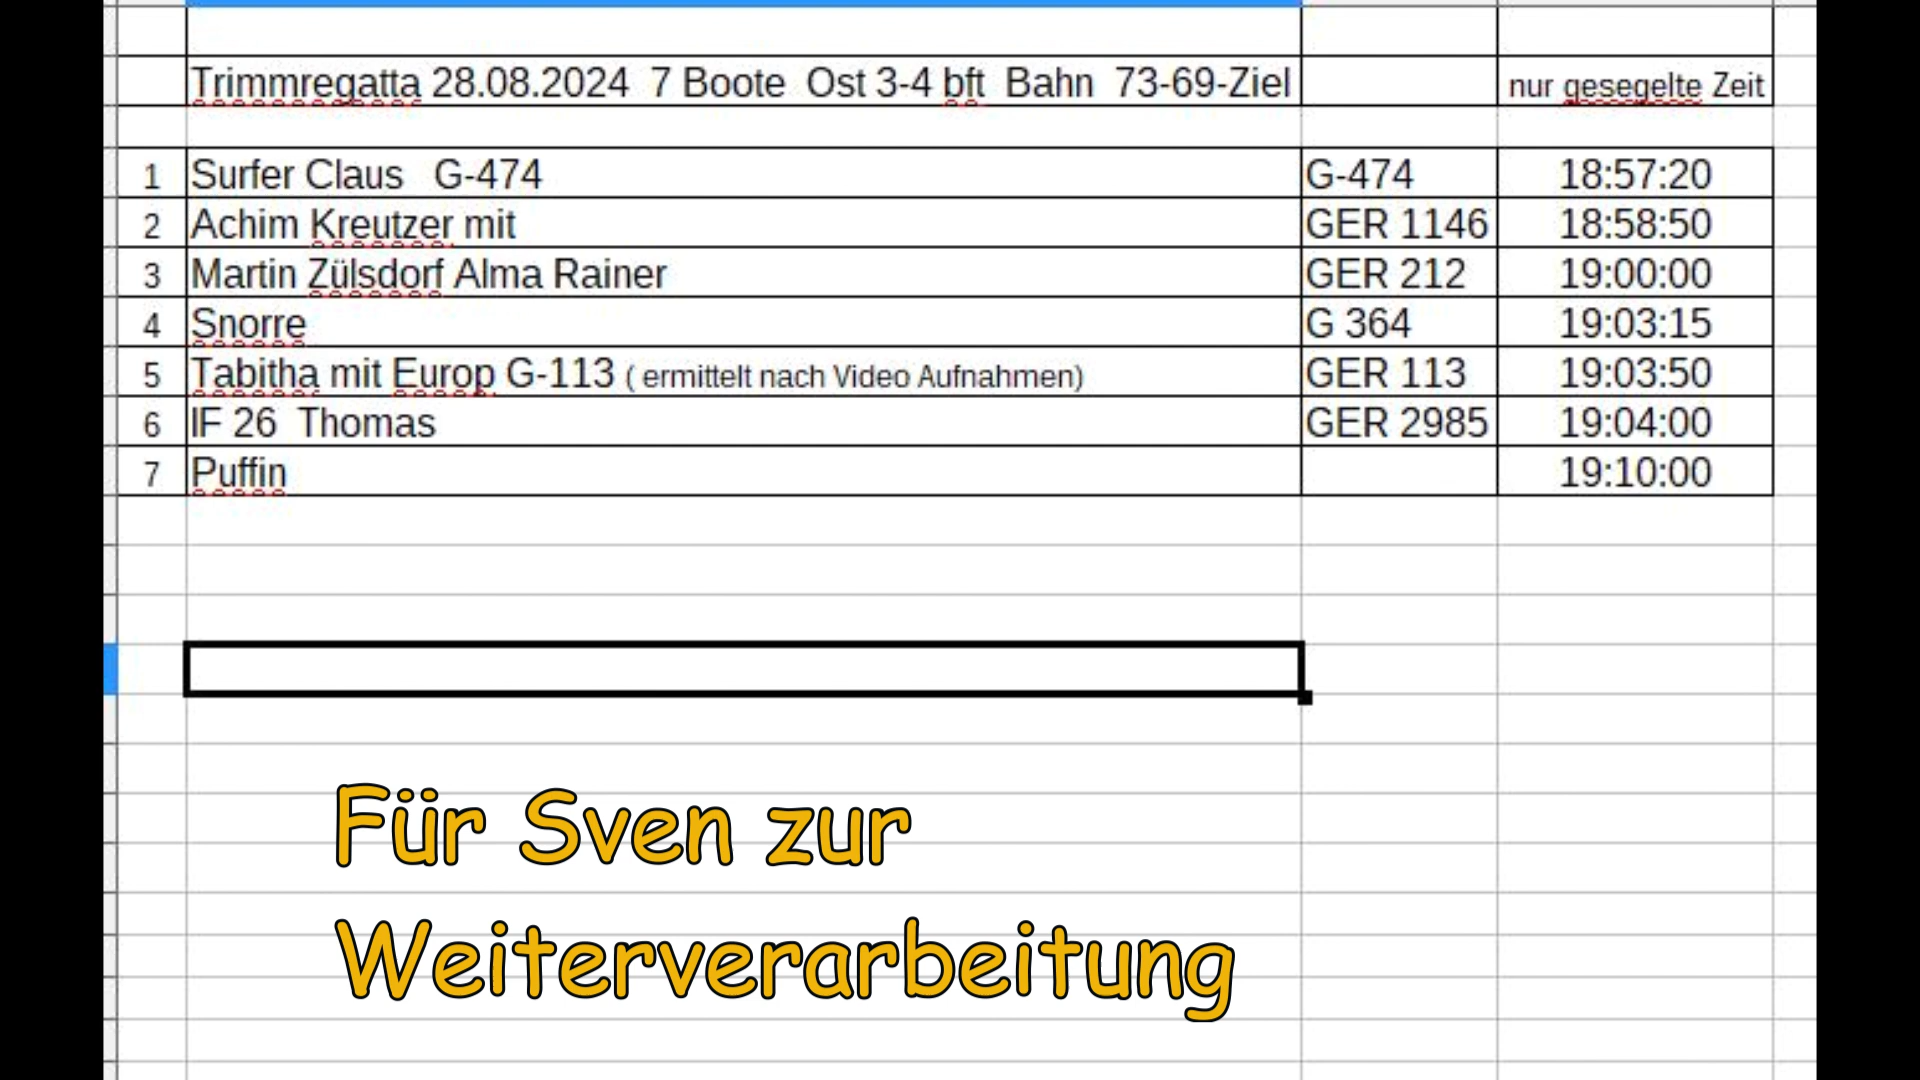 Trimmregatta 28.08.2024 7 Boote Ost 3-4 bft Bahn 73-69-Ziel nur gesegelte Zeit
1 Surfer Claus G-474 G-474 18:57:20
2 Achim Kreutzer mit GER 1146 18:58:50
3 Martin Zülsdorf Alma Rainer GER 212 19:00:00
4 Snorre G 364 19:03:15
5 Tabitha mit Europ G-113 ( ermittelt nach Video Aufnahmen) GER 113 19:03:50
6 IF 26 Thomas GER 2985 19:04:00
7 Puffin 19:10:00
Für Sven zur
Weiterverarbeitung